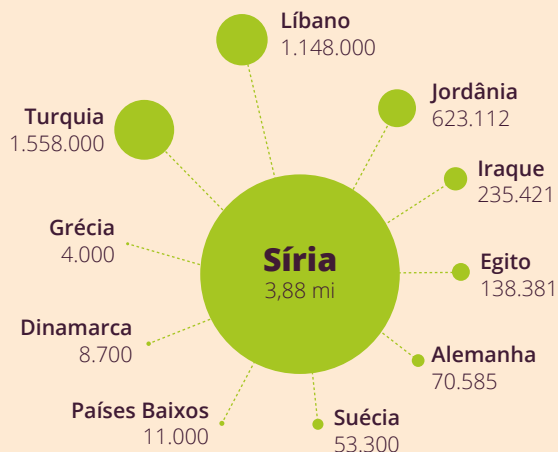 Líbano
1.148.000
Jordânia
623.112
Turquia
1.558.000
Iraque
235.421
Grécia
4.000
Síria
3,88 mi
Egito
138.381
Dinamarca
8.700
Alemanha
70.585
Países Baixos
11.000
Suécia
53.300